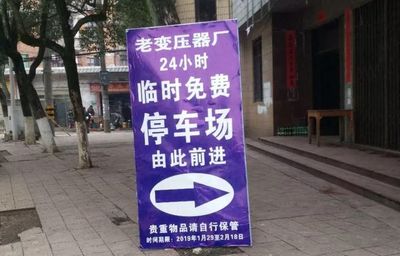 老变压器厂
24小时
临时免费
停车场
由此前进
贵重物品请自行保管
时间期限：2019年1月29至2月18日